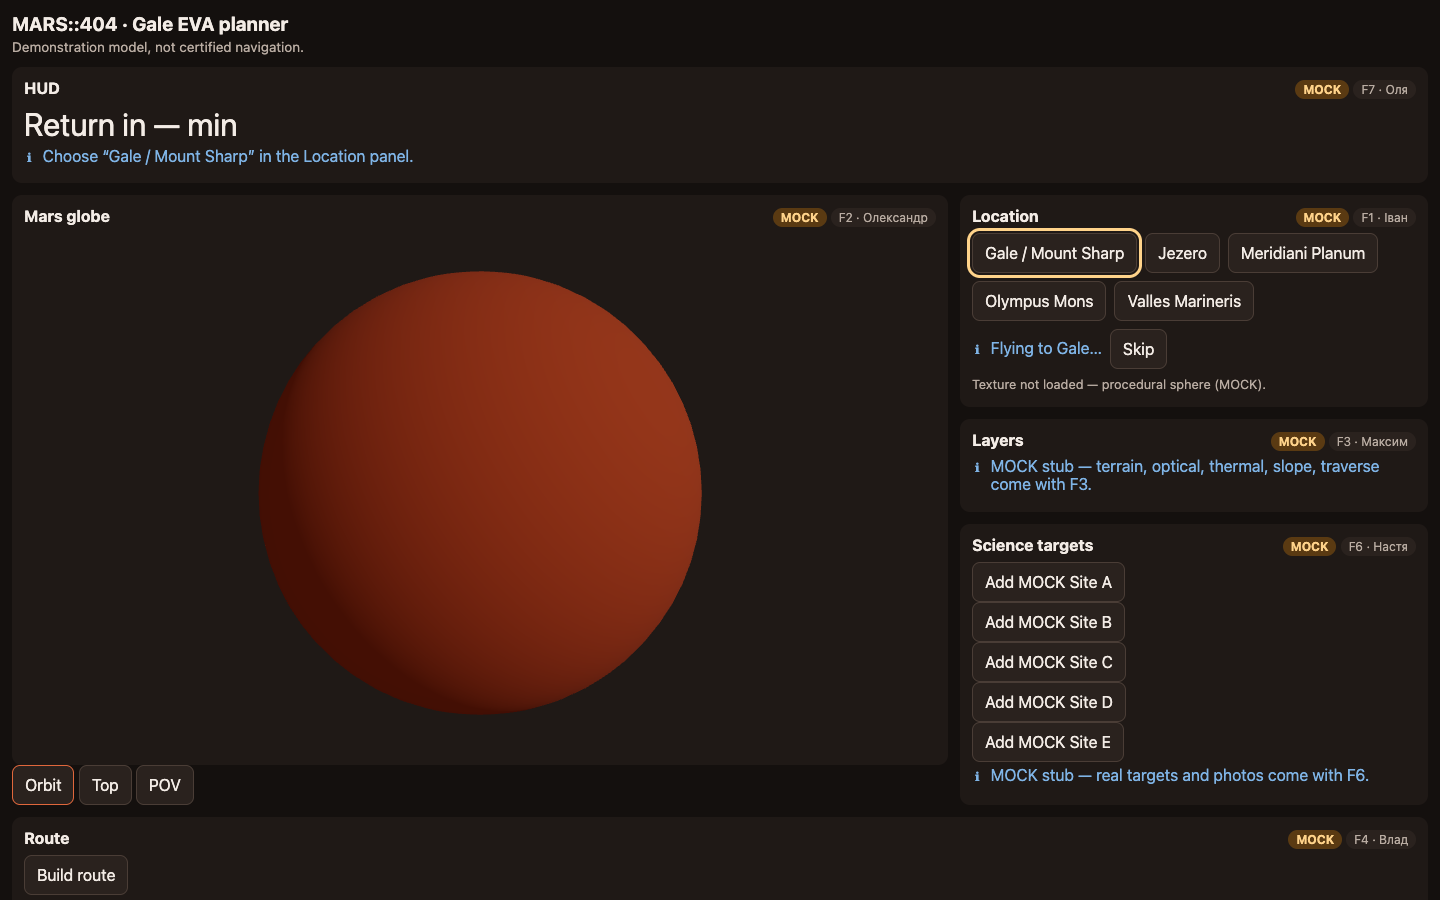 MARS::404 · Gale EVA planner
Demonstration model, not certified navigation.
HUD
MOCK
F7 · Оля
Return in — min
i Choose “Gale / Mount Sharp” in the Location panel.
Mars globe
MOCK
F2 · Олександр
Location
MOCK
F1 · Іван
Gale / Mount Sharp
Jezero
Meridiani Planum
Olympus Mons
Valles Marineris
i Flying to Gale...
Skip
Texture not loaded — procedural sphere (MOCK).
Layers
MOCK
F3 · Максим
i MOCK stub — terrain, optical, thermal, slope, traverse
come with F3.
Science targets
MOCK
F6 · Настя
Add MOCK Site A
Add MOCK Site B
Add MOCK Site C
Add MOCK Site D
Add MOCK Site E
i MOCK stub — real targets and photos come with F6.
Orbit
Top
POV
Route
MOCK
F4 · Влад
Build route